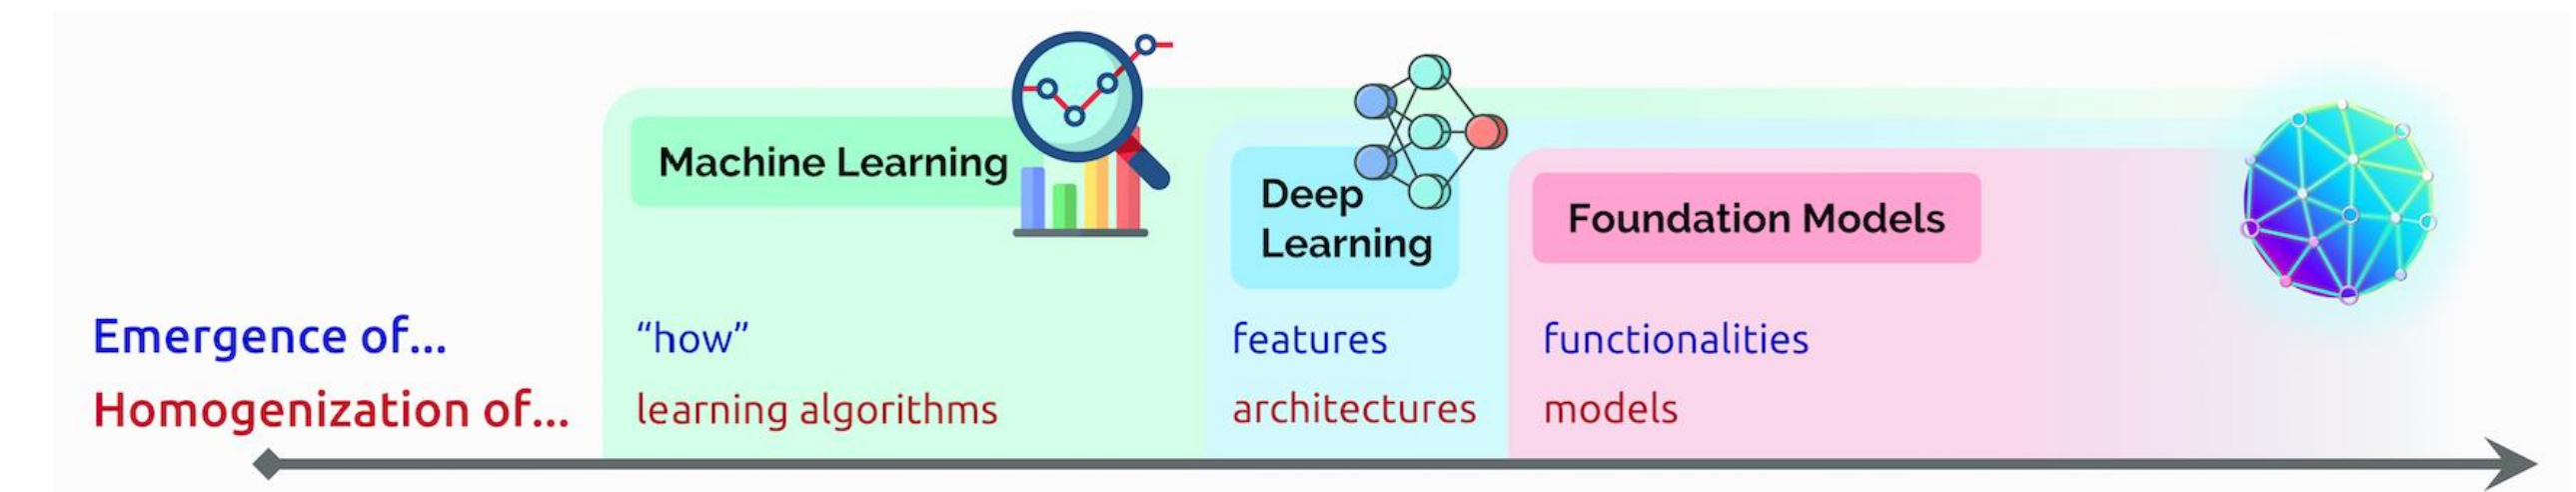 Machine Learning
Deep
Learning
Foundation Models
Emergence of...
“how”
features
functionalities
Homogenization of...
learning algorithms
architectures
models